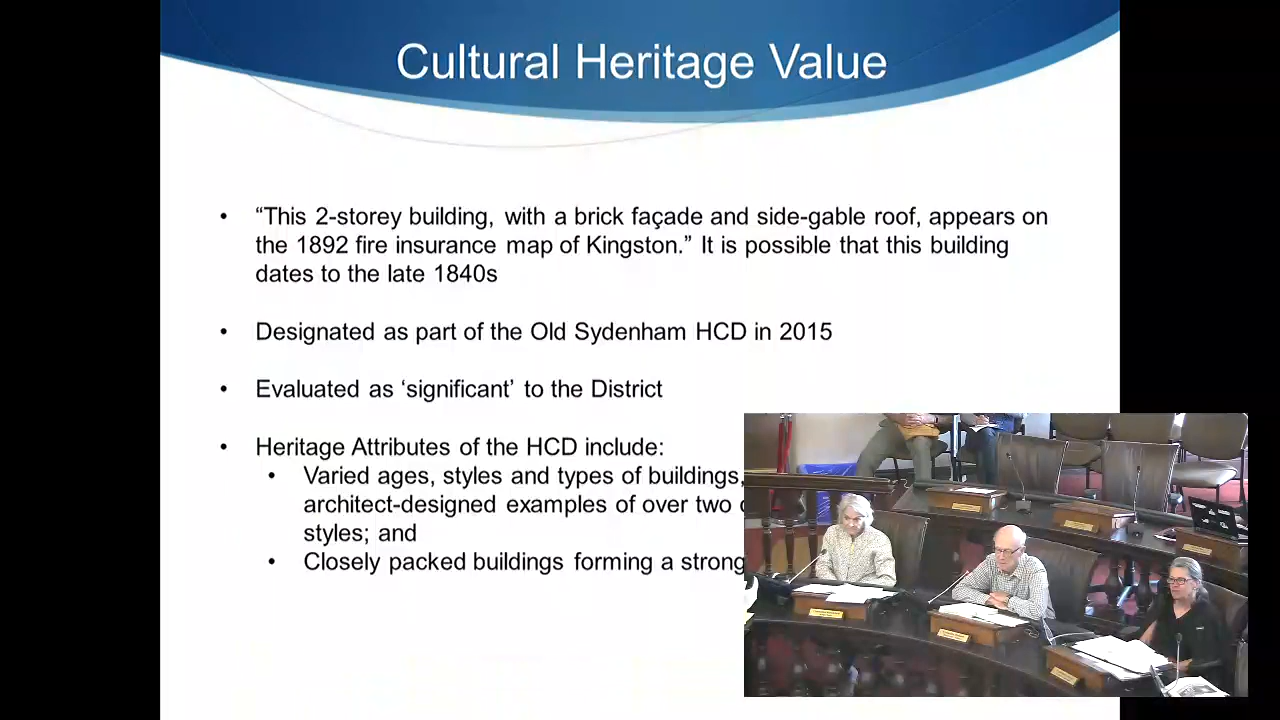 Cultural Heritage Value
• “This 2-storey building, with a brick façade and side-gable roof, appears on
the 1892 fire insurance map of Kingston.” It is possible that this building
dates to the late 1840s
• Designated as part of the Old Sydenham HCD in 2015
• Evaluated as ‘significant’ to the District
• Heritage Attributes of the HCD include:
• Varied ages, styles and types of buildings,
architect-designed examples of over two
styles; and
• Closely packed buildings forming a strong